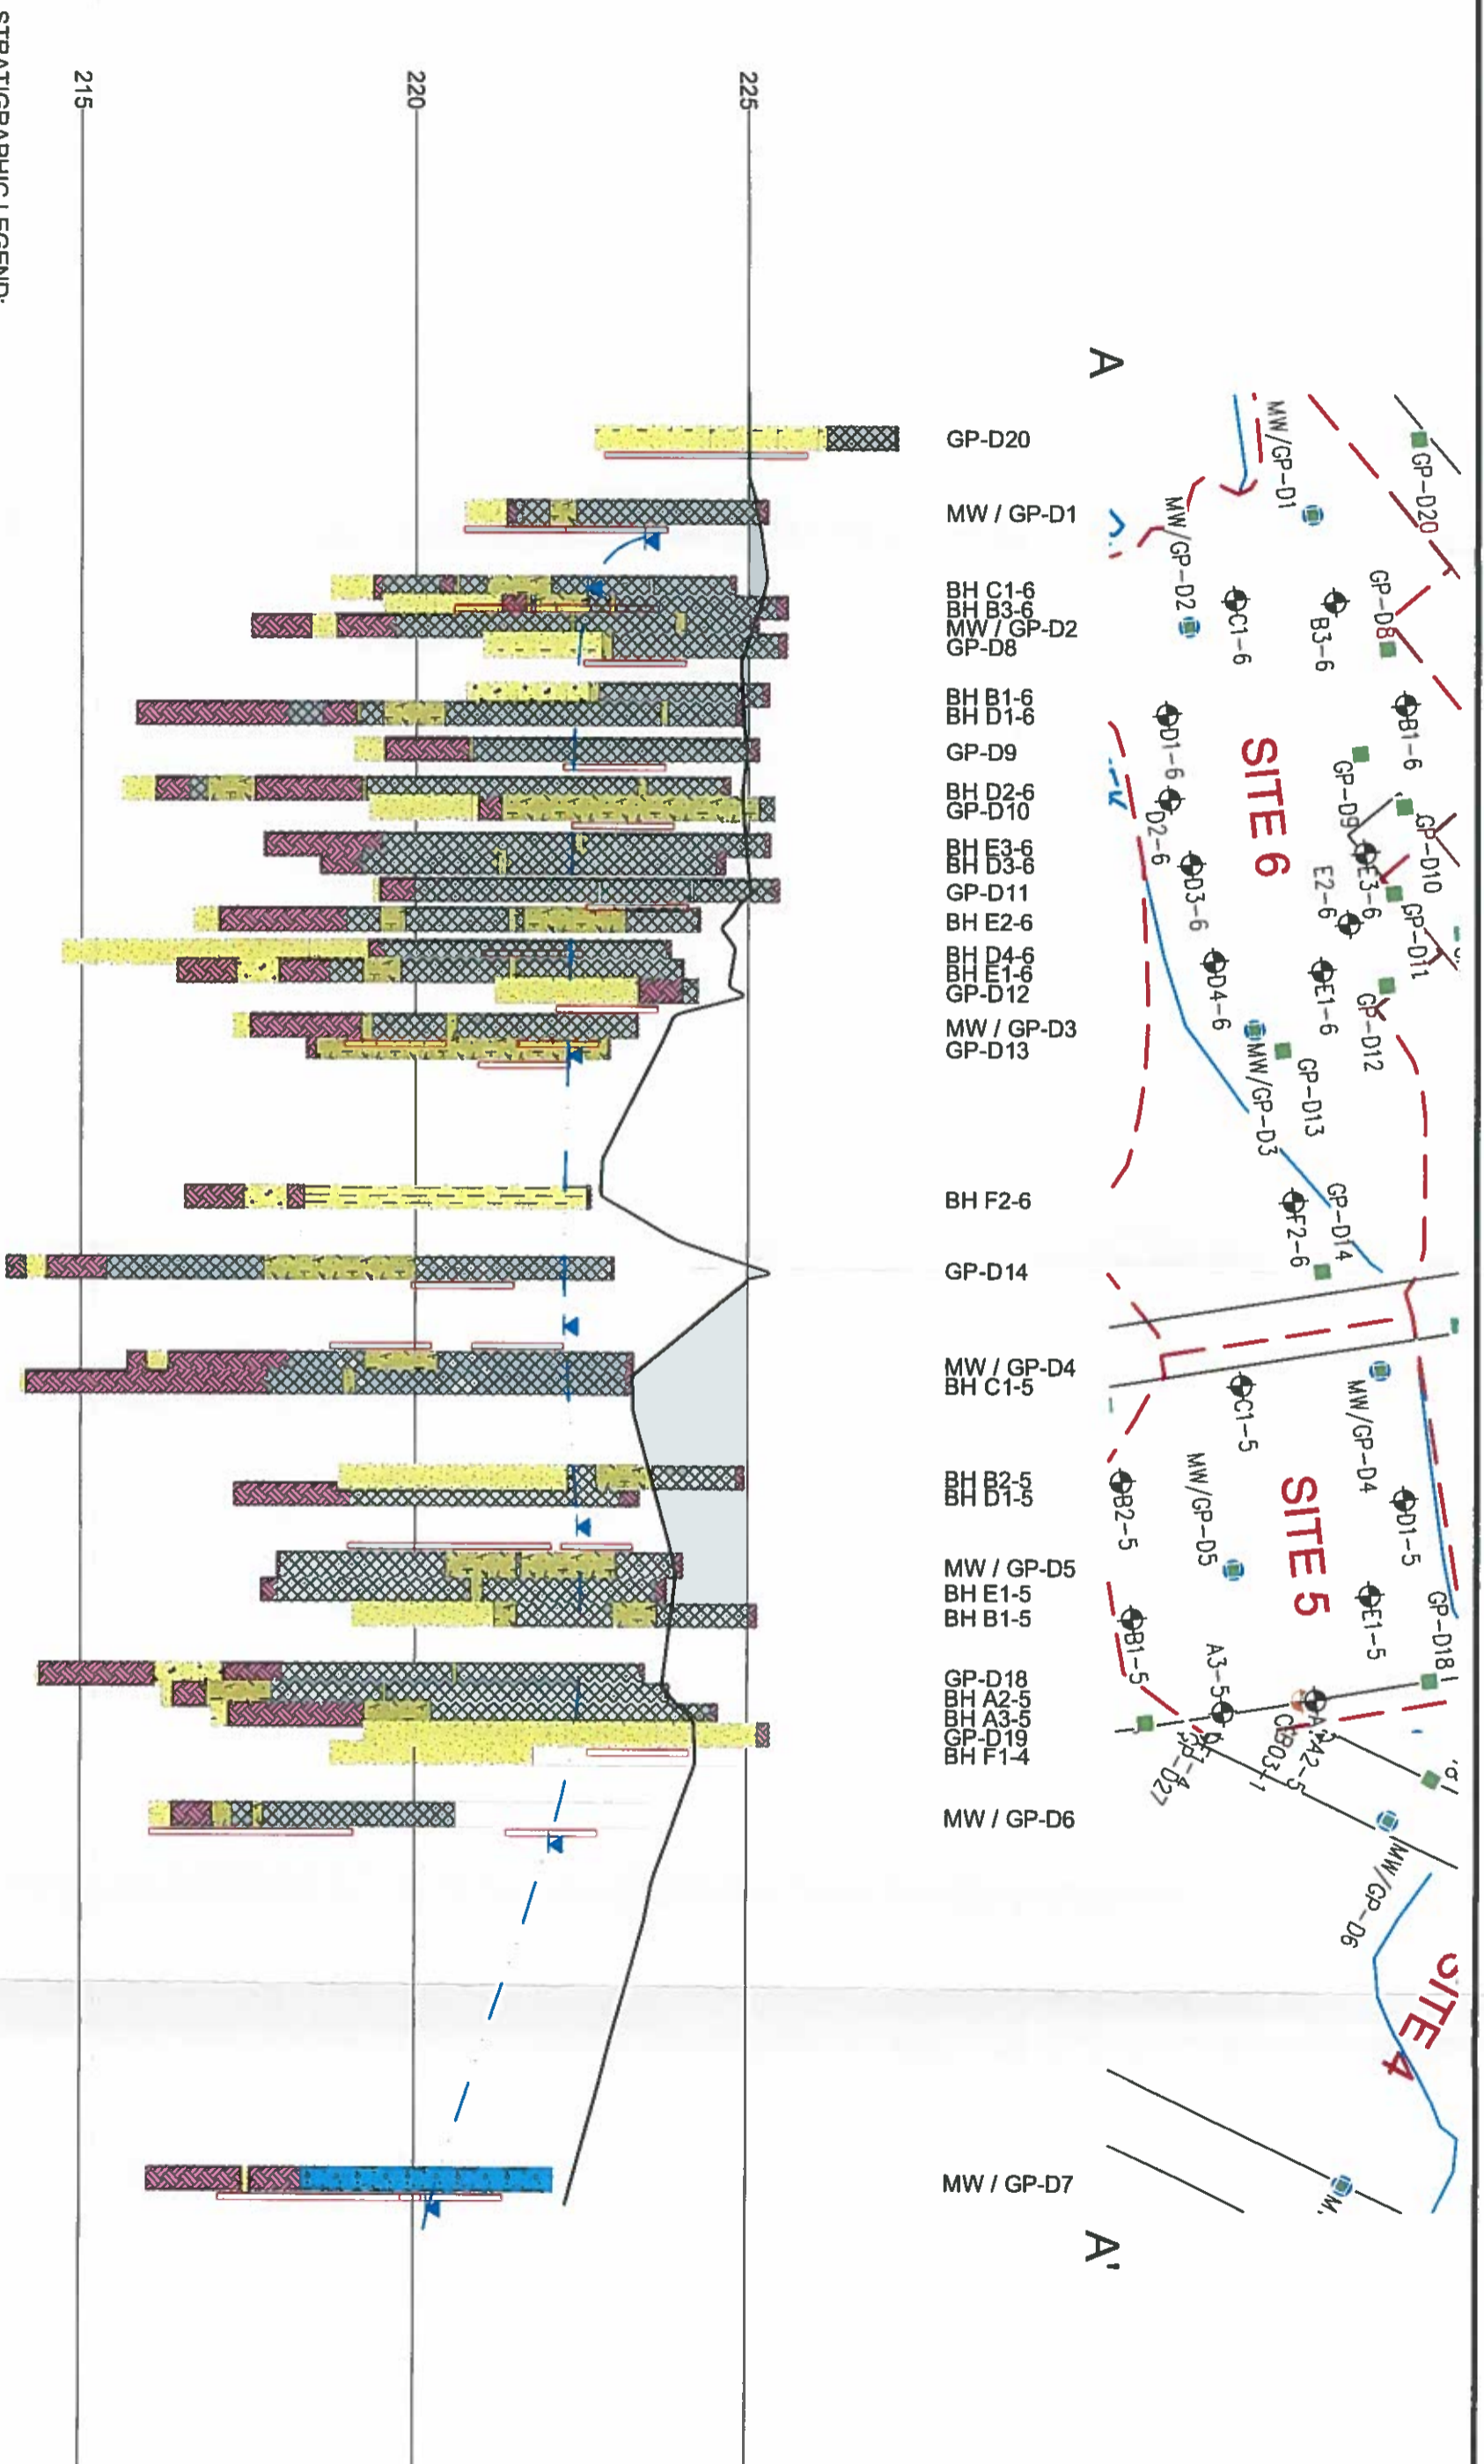 STRATIGRAPHIC LEGEND:
215
220
225
A
GP-D20
MW / GP-D1
BH C1-6
BH B3-6
MW / GP-D2
GP-D8
BH B1-6
BH D1-6
GP-D9
BH D2-6
GP-D10
BH E3-6
BH D3-6
GP-D11
BH E2-6
BH D4-6
BH E1-6
GP-D12
MW / GP-D3
GP-D13
BH F2-6
GP-D14
MW / GP-D4
BH C1-5
BH B2-5
BH D1-5
MW / GP-D5
BH E1-5
BH B1-5
GP-D18
BH A2-5
BH A3-5
GP-D19
BH F1-4
MW / GP-D6
MW / GP-D7
A'
GP-D20
MW/GP-D1
MW/GP-D2
C1-6
B3-6
GP-D8
B1-6
D1-6
SITE 6
GP-D9
D2-6
GP-D10
E3-6
D3-6
GP-D11
E2-6
D4-6
E1-6
GP-D12
MW/GP-D3
GP-D13
F2-6
GP-D14
C1-5
MW/GP-D4
B2-5
MW/GP-D5
SITE 5
D1-5
B1-5
E1-5
GP-D18
A3-5
MW/GP-D6
SITE 4
M.